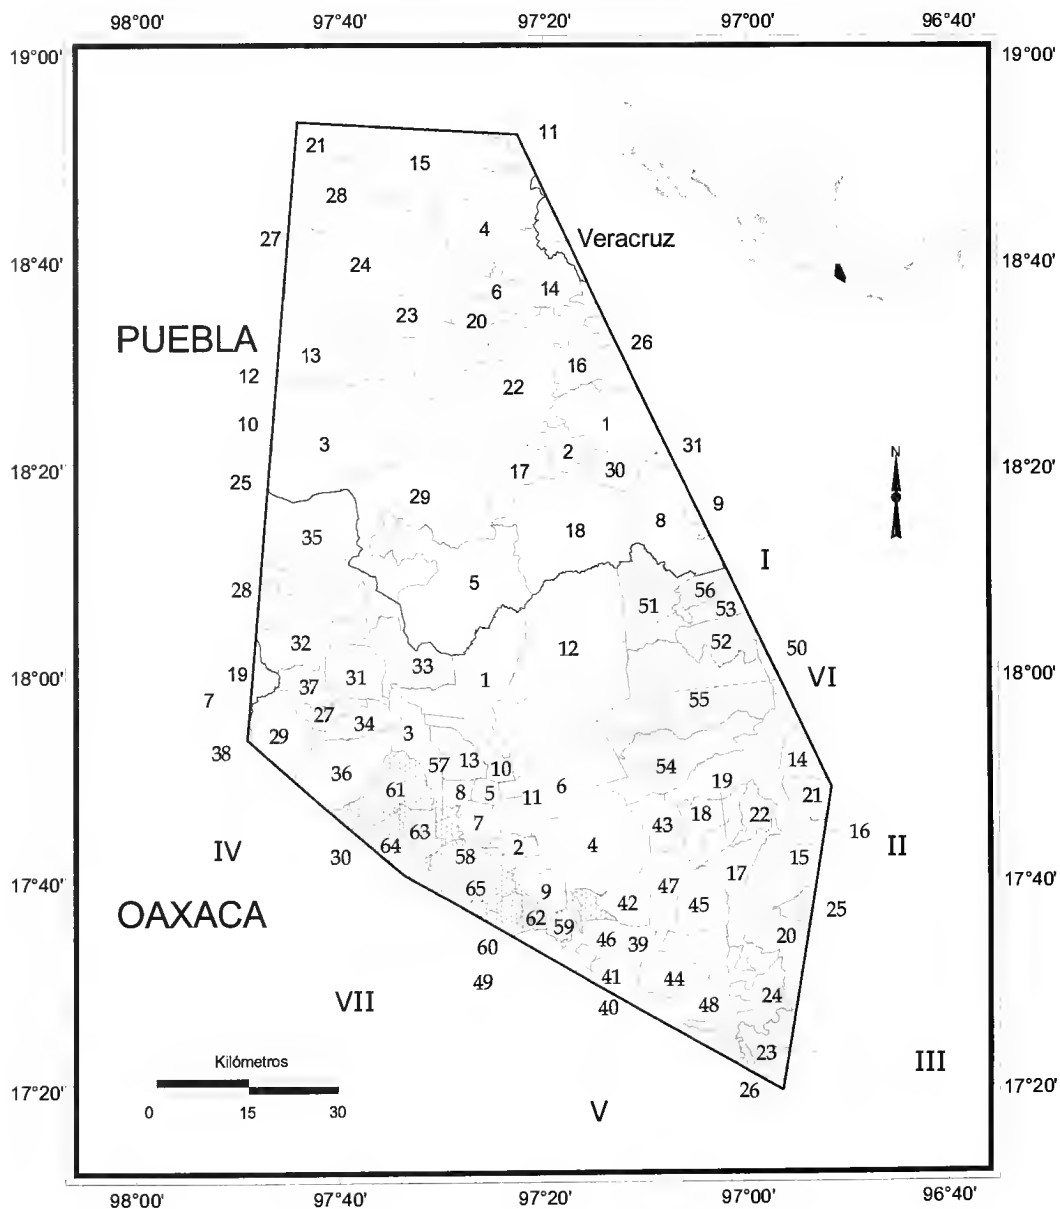 98°00' 97°40' 97°20' 97°00' 96°40'
19°00' 19°00'
11
21
15
28
4
27 Veracruz
24
18°40' 18°40'
6 14
23 20
PUEBLA 26
13 16
12 22
10 1
3 2 31
18°20' 17 30 18°20'
25
29 9
N
18 8
35
I
5
28 51 56
53
32 12 52 50
33
18°00' 19 31 1 VI 18°00'
37
7 55
27 34 3
29
38 57 13 10 54 14
36 19
61 8 5 11 6 21
63 7 43 18 22 16
IV 64 58 2 4 II
30 15
17°40' 65 9 47 17 17°40'
42 45 25
OAXACA 62 59
60 46 39 20
49 41 44
VII 40 48 24
23 III
Kilómetros
17°20' 26 17°20'
0 15 30 V
98°00' 97°40' 97°20' 97°00' 96°40'